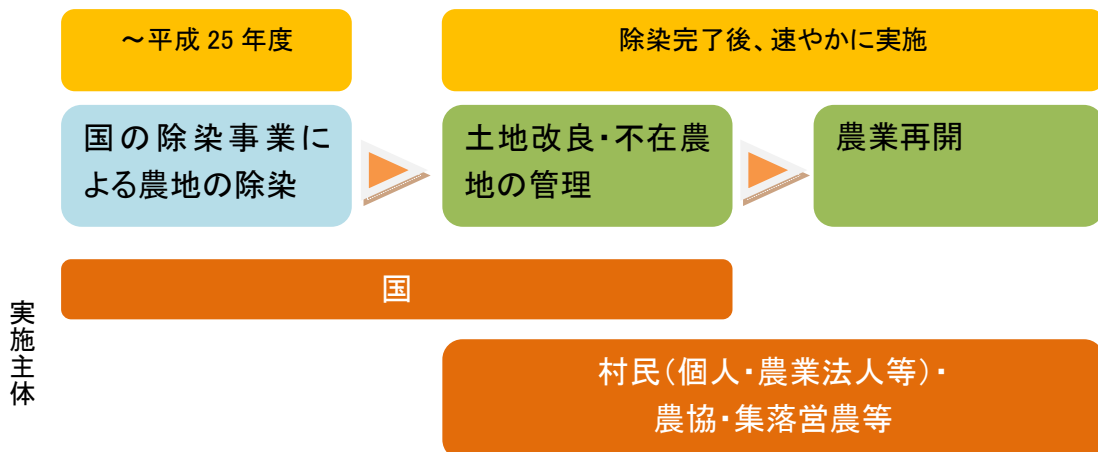 ～平成 25 年度
除染完了後、速やかに実施
国の除染事業に
よる農地の除染
土地改良・不在農
地の管理
農業再開
実施主体
国
村民（個人・農業法人等）・
農協・集落営農等